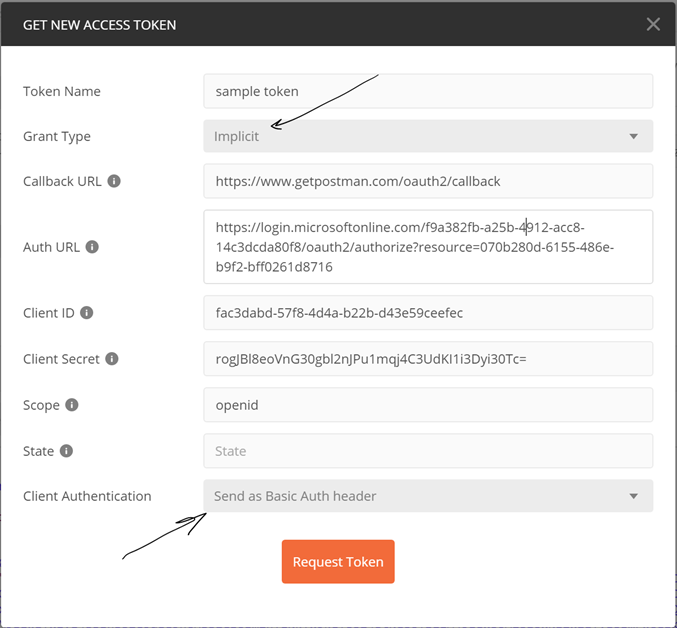 GET NEW ACCESS TOKEN
Token Name
sample token
Grant Type
Implicit
Callback URL
https://www.getpostman.com/oauth2/callback
Auth URL
https://login.microsoftonline.com/f9a382fb-a25b-4912-acc8-
14c3dcda80f8/oauth2/authorize?resource=070b280d-6155-486e-
b9f2-bff0261d8716
Client ID
fac3dabd-57f8-4d4a-b22b-d43e59ceefec
Client Secret
rogJBl8eoVnG30gbl2nJPu1mqj4C3UdKI1i3Dyi30Tc=
Scope
openid
State
State
Client Authentication
Send as Basic Auth header
Request Token